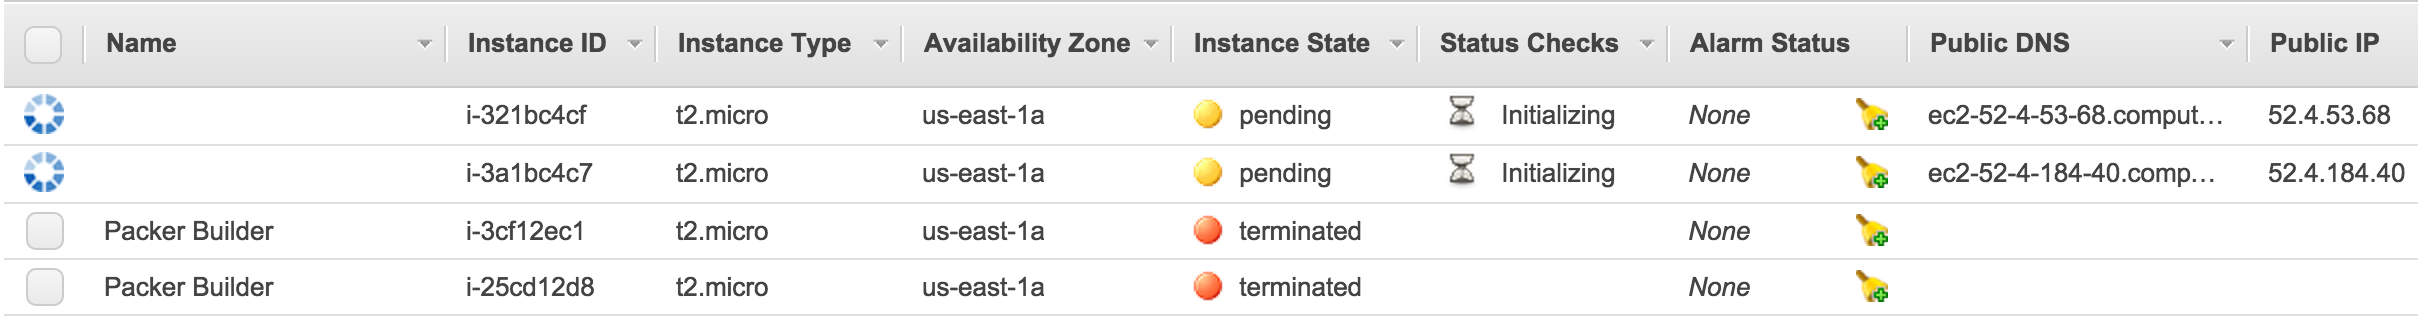 Name Instance ID Instance Type Availability Zone Instance State Status Checks Alarm Status Public DNS Public IP
i-321bc4cf t2.micro us-east-1a pending Initializing None ec2-52-4-53-68.comput… 52.4.53.68
i-3a1bc4c7 t2.micro us-east-1a pending Initializing None ec2-52-4-184-40.comp… 52.4.184.40
Packer Builder i-3cf12ec1 t2.micro us-east-1a terminated None
Packer Builder i-25cd12d8 t2.micro us-east-1a terminated None